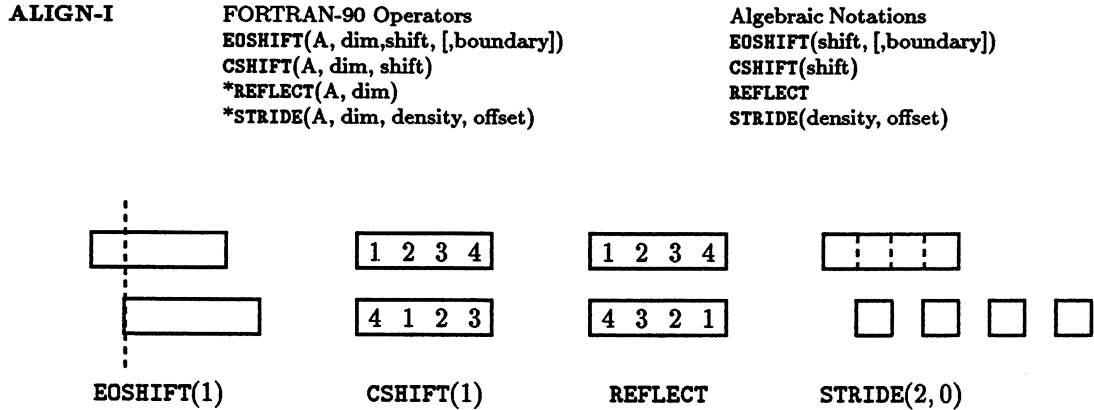 ALIGN-I FORTRAN-90 Operators Algebraic Notations
EOSHIFT(A, dim,shift, [,boundary]) EOSHIFT(shift, [,boundary])
CSHIFT(A, dim, shift) CSHIFT(shift)
*REFLECT(A, dim) REFLECT
*STRIDE(A, dim, density, offset) STRIDE(density, offset)
1 2 3 4 1 2 3 4
4 1 2 3 4 3 2 1
EOSHIFT(1) CSHIFT(1) REFLECT STRIDE(2,0)